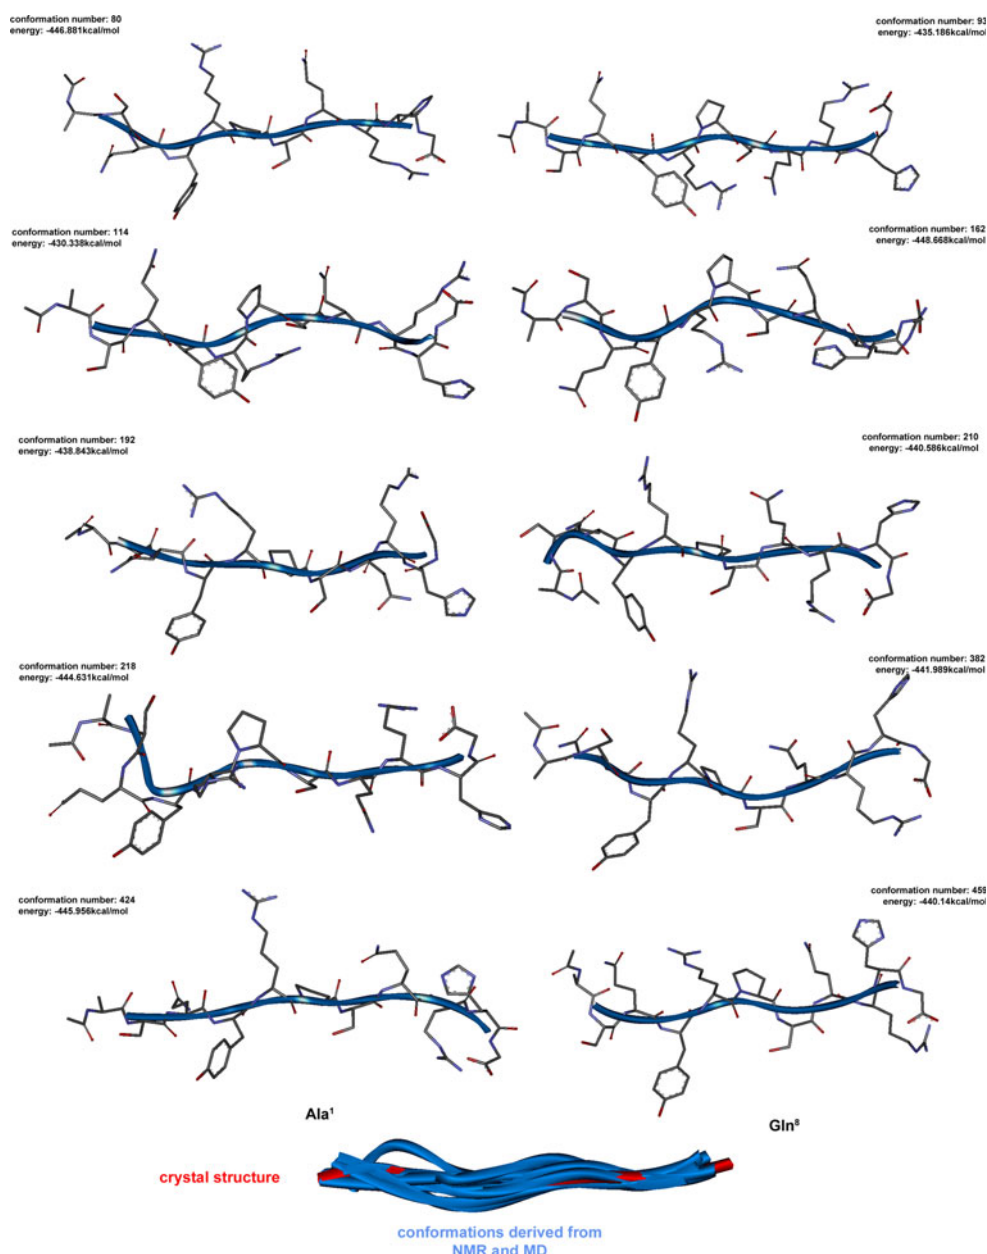 conformation number: 80
energy: -446.881kcal/mol
conformation number: 93
energy: -435.186kcal/mol
conformation number: 114
energy: -430.338kcal/mol
conformation number: 162
energy: -448.668kcal/mol
conformation number: 192
energy: -438.843kcal/mol
conformation number: 210
energy: -440.586kcal/mol
conformation number: 218
energy: -444.631kcal/mol
conformation number: 382
energy: -441.989kcal/mol
conformation number: 424
energy: -445.956kcal/mol
conformation number: 459
energy: -440.14kcal/mol
Ala¹
Gln⁸
crystal structure
conformations derived from
NMR and MD